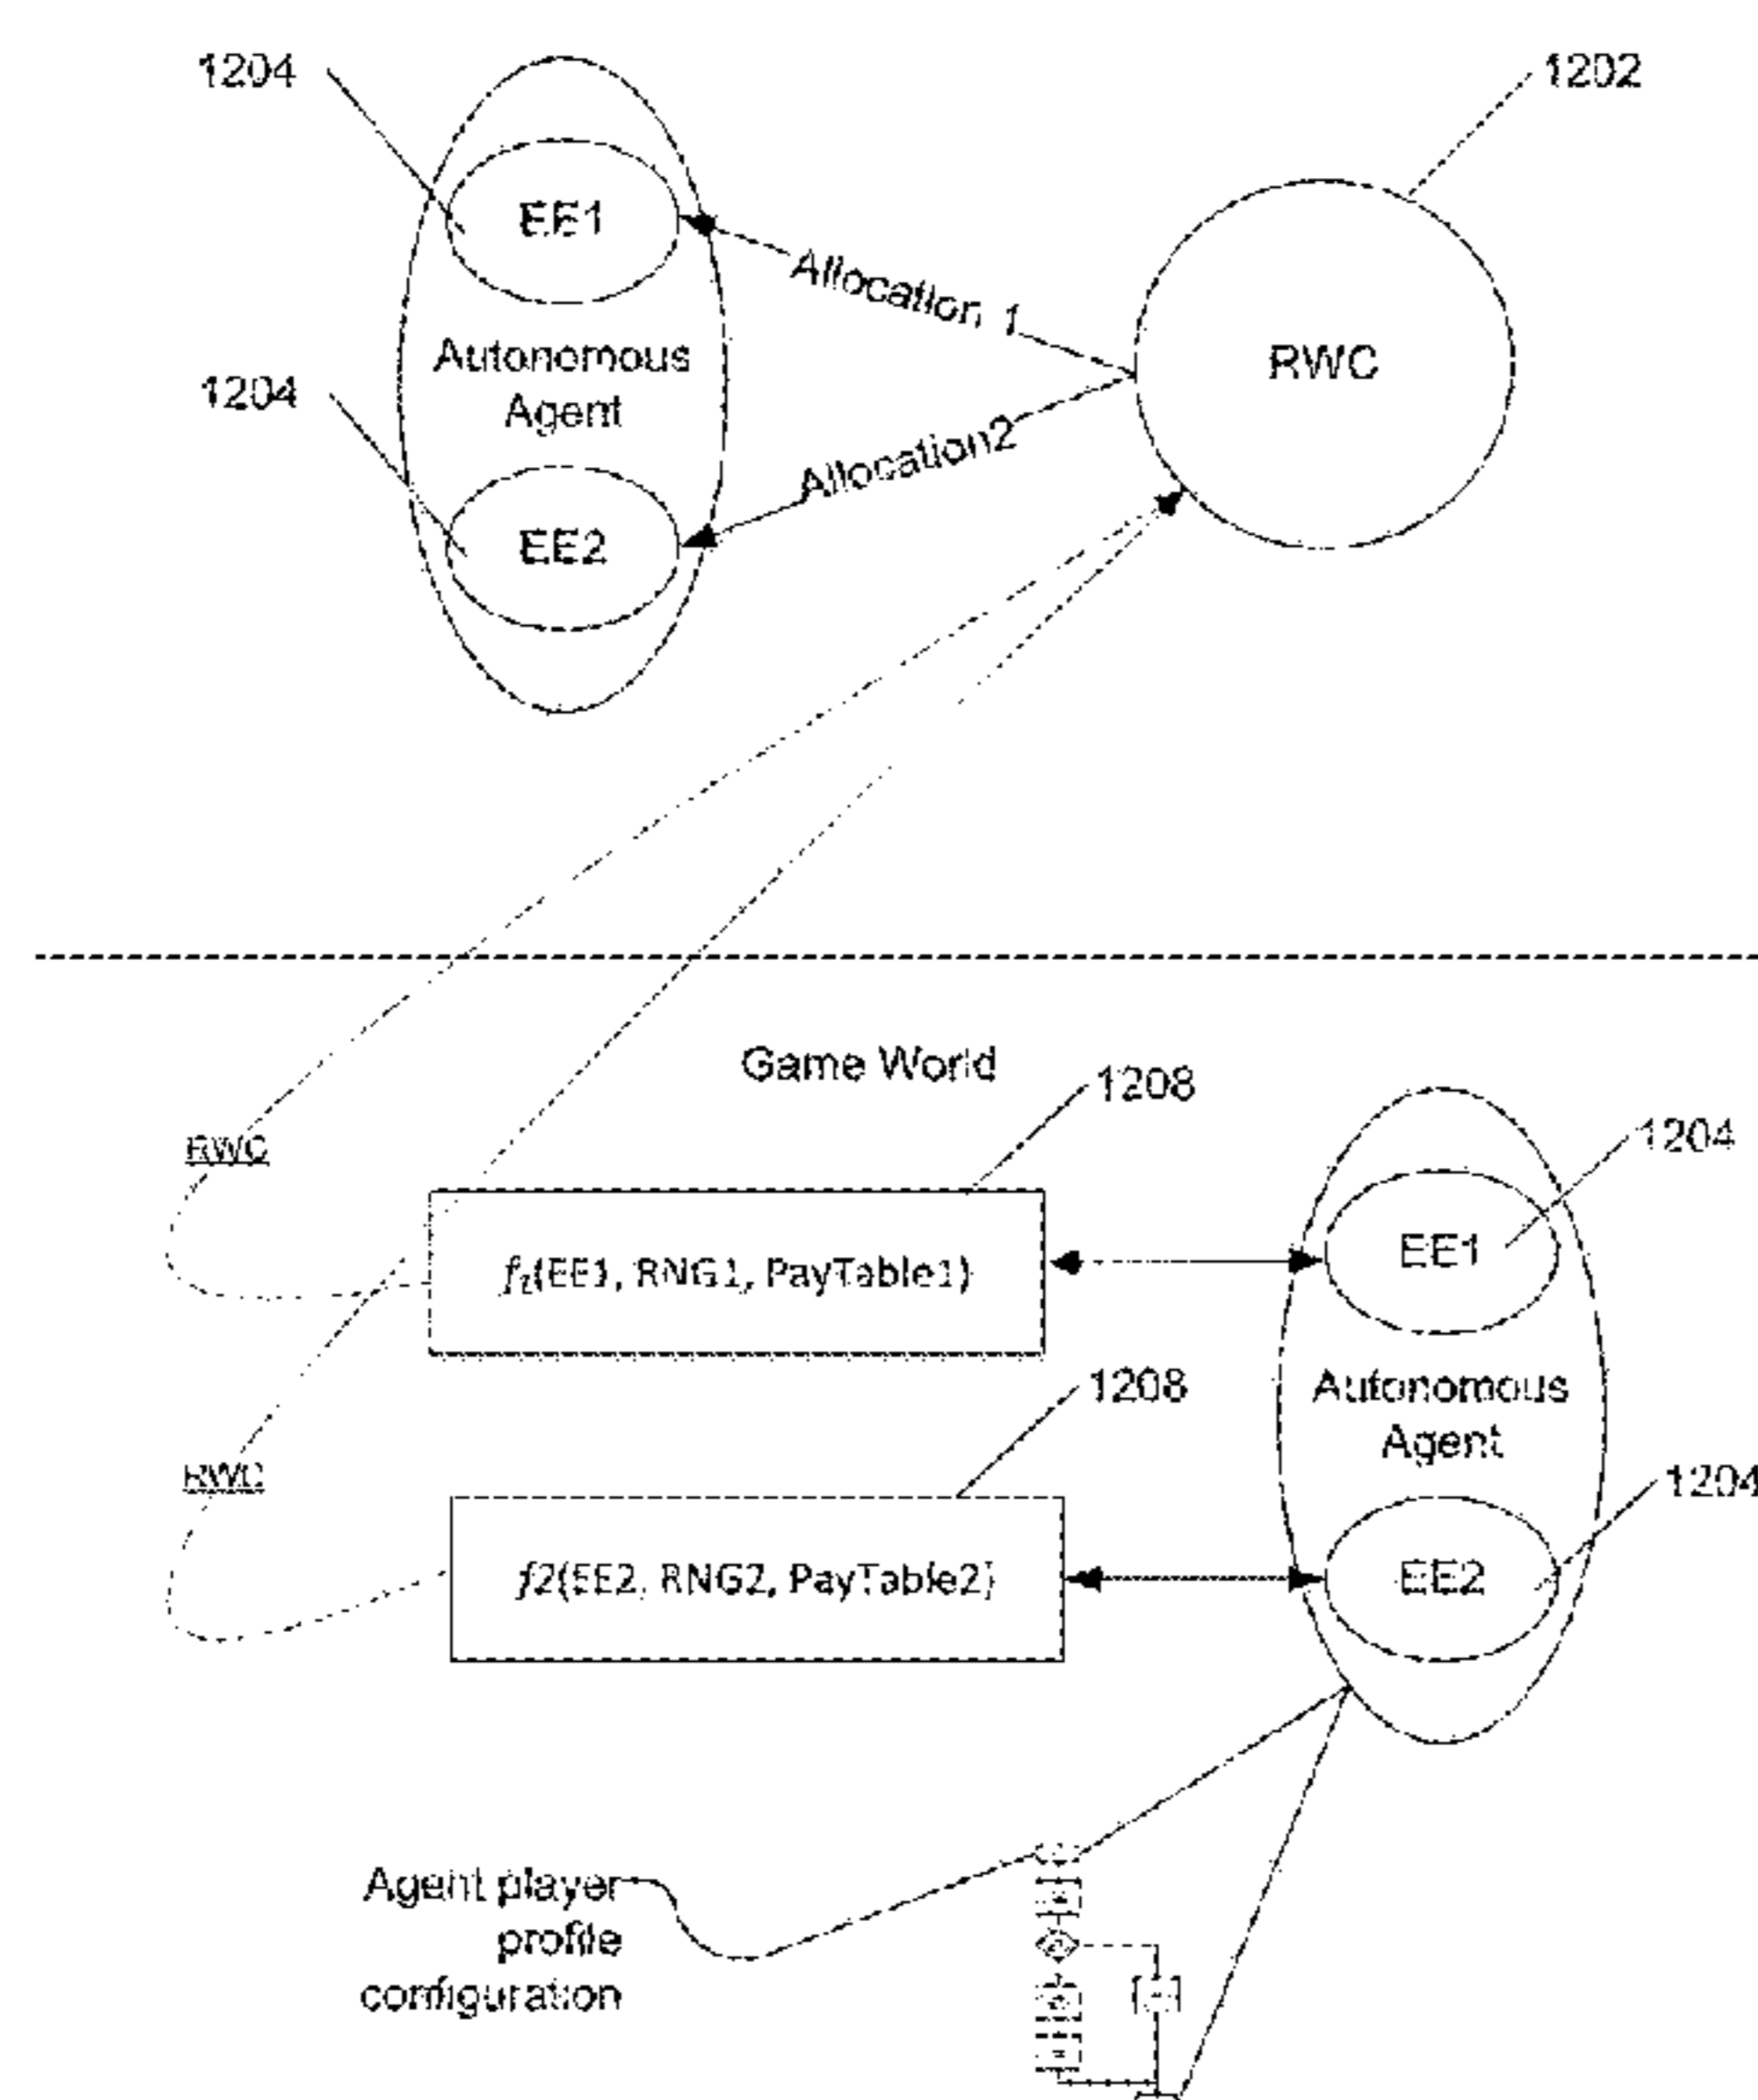 1204
1202
EE1
Allocation 1
Autonomous
Agent
RWC
1204
Allocation2
EE2
Game World
1208
1204
RWC
EE1
f1(EE1, RNG1, PayTable1)
1208
Autonomous
Agent
RWC
1204
f2(EE2, RNG2, PayTable2)
EE2
Agent player
profile
configuration